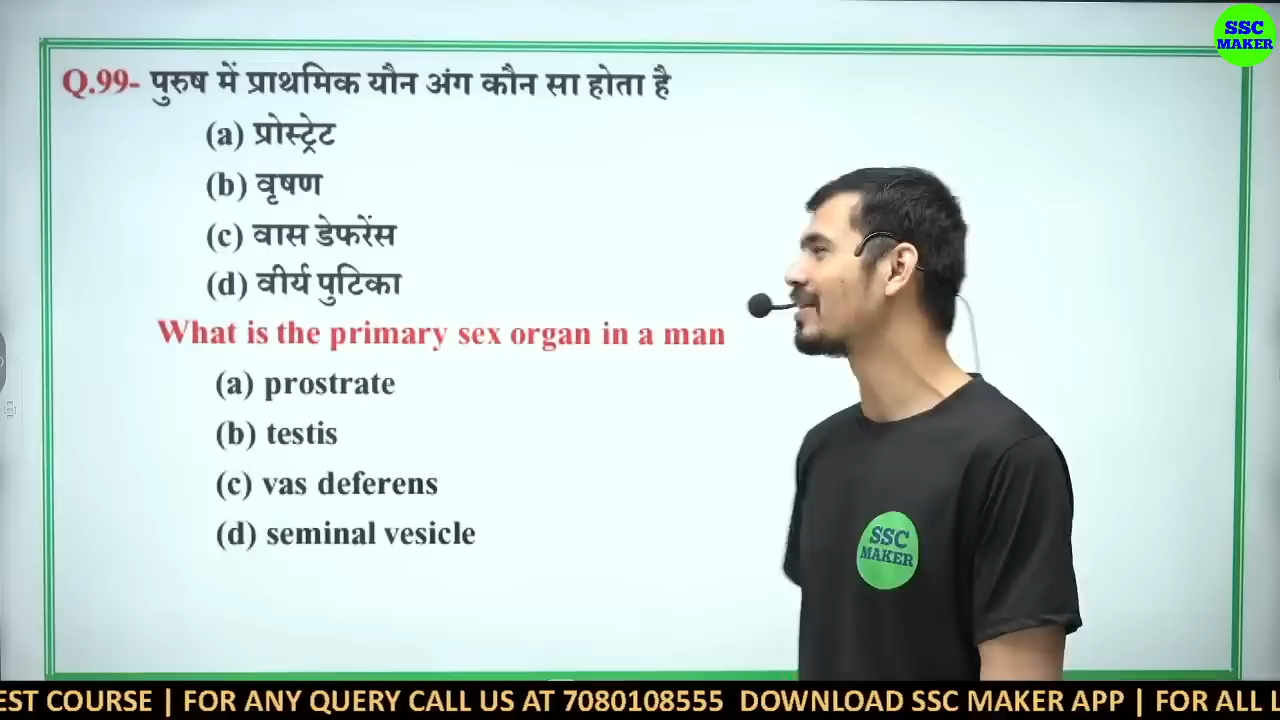 SSC
MAKER
Q.99- पुरुष में प्राथमिक यौन अंग कौन सा होता है
(a) प्रोस्ट्रेट
(b) वृषण
(c) वास डेफरेंस
(d) वीर्य पुटिका
What is the primary sex organ in a man
(a) prostrate
(b) testis
(c) vas deferens
(d) seminal vesicle
SSC
MAKER
EST COURSE | FOR ANY QUERY CALL US AT 7080108555 DOWNLOAD SSC MAKER APP | FOR ALL L